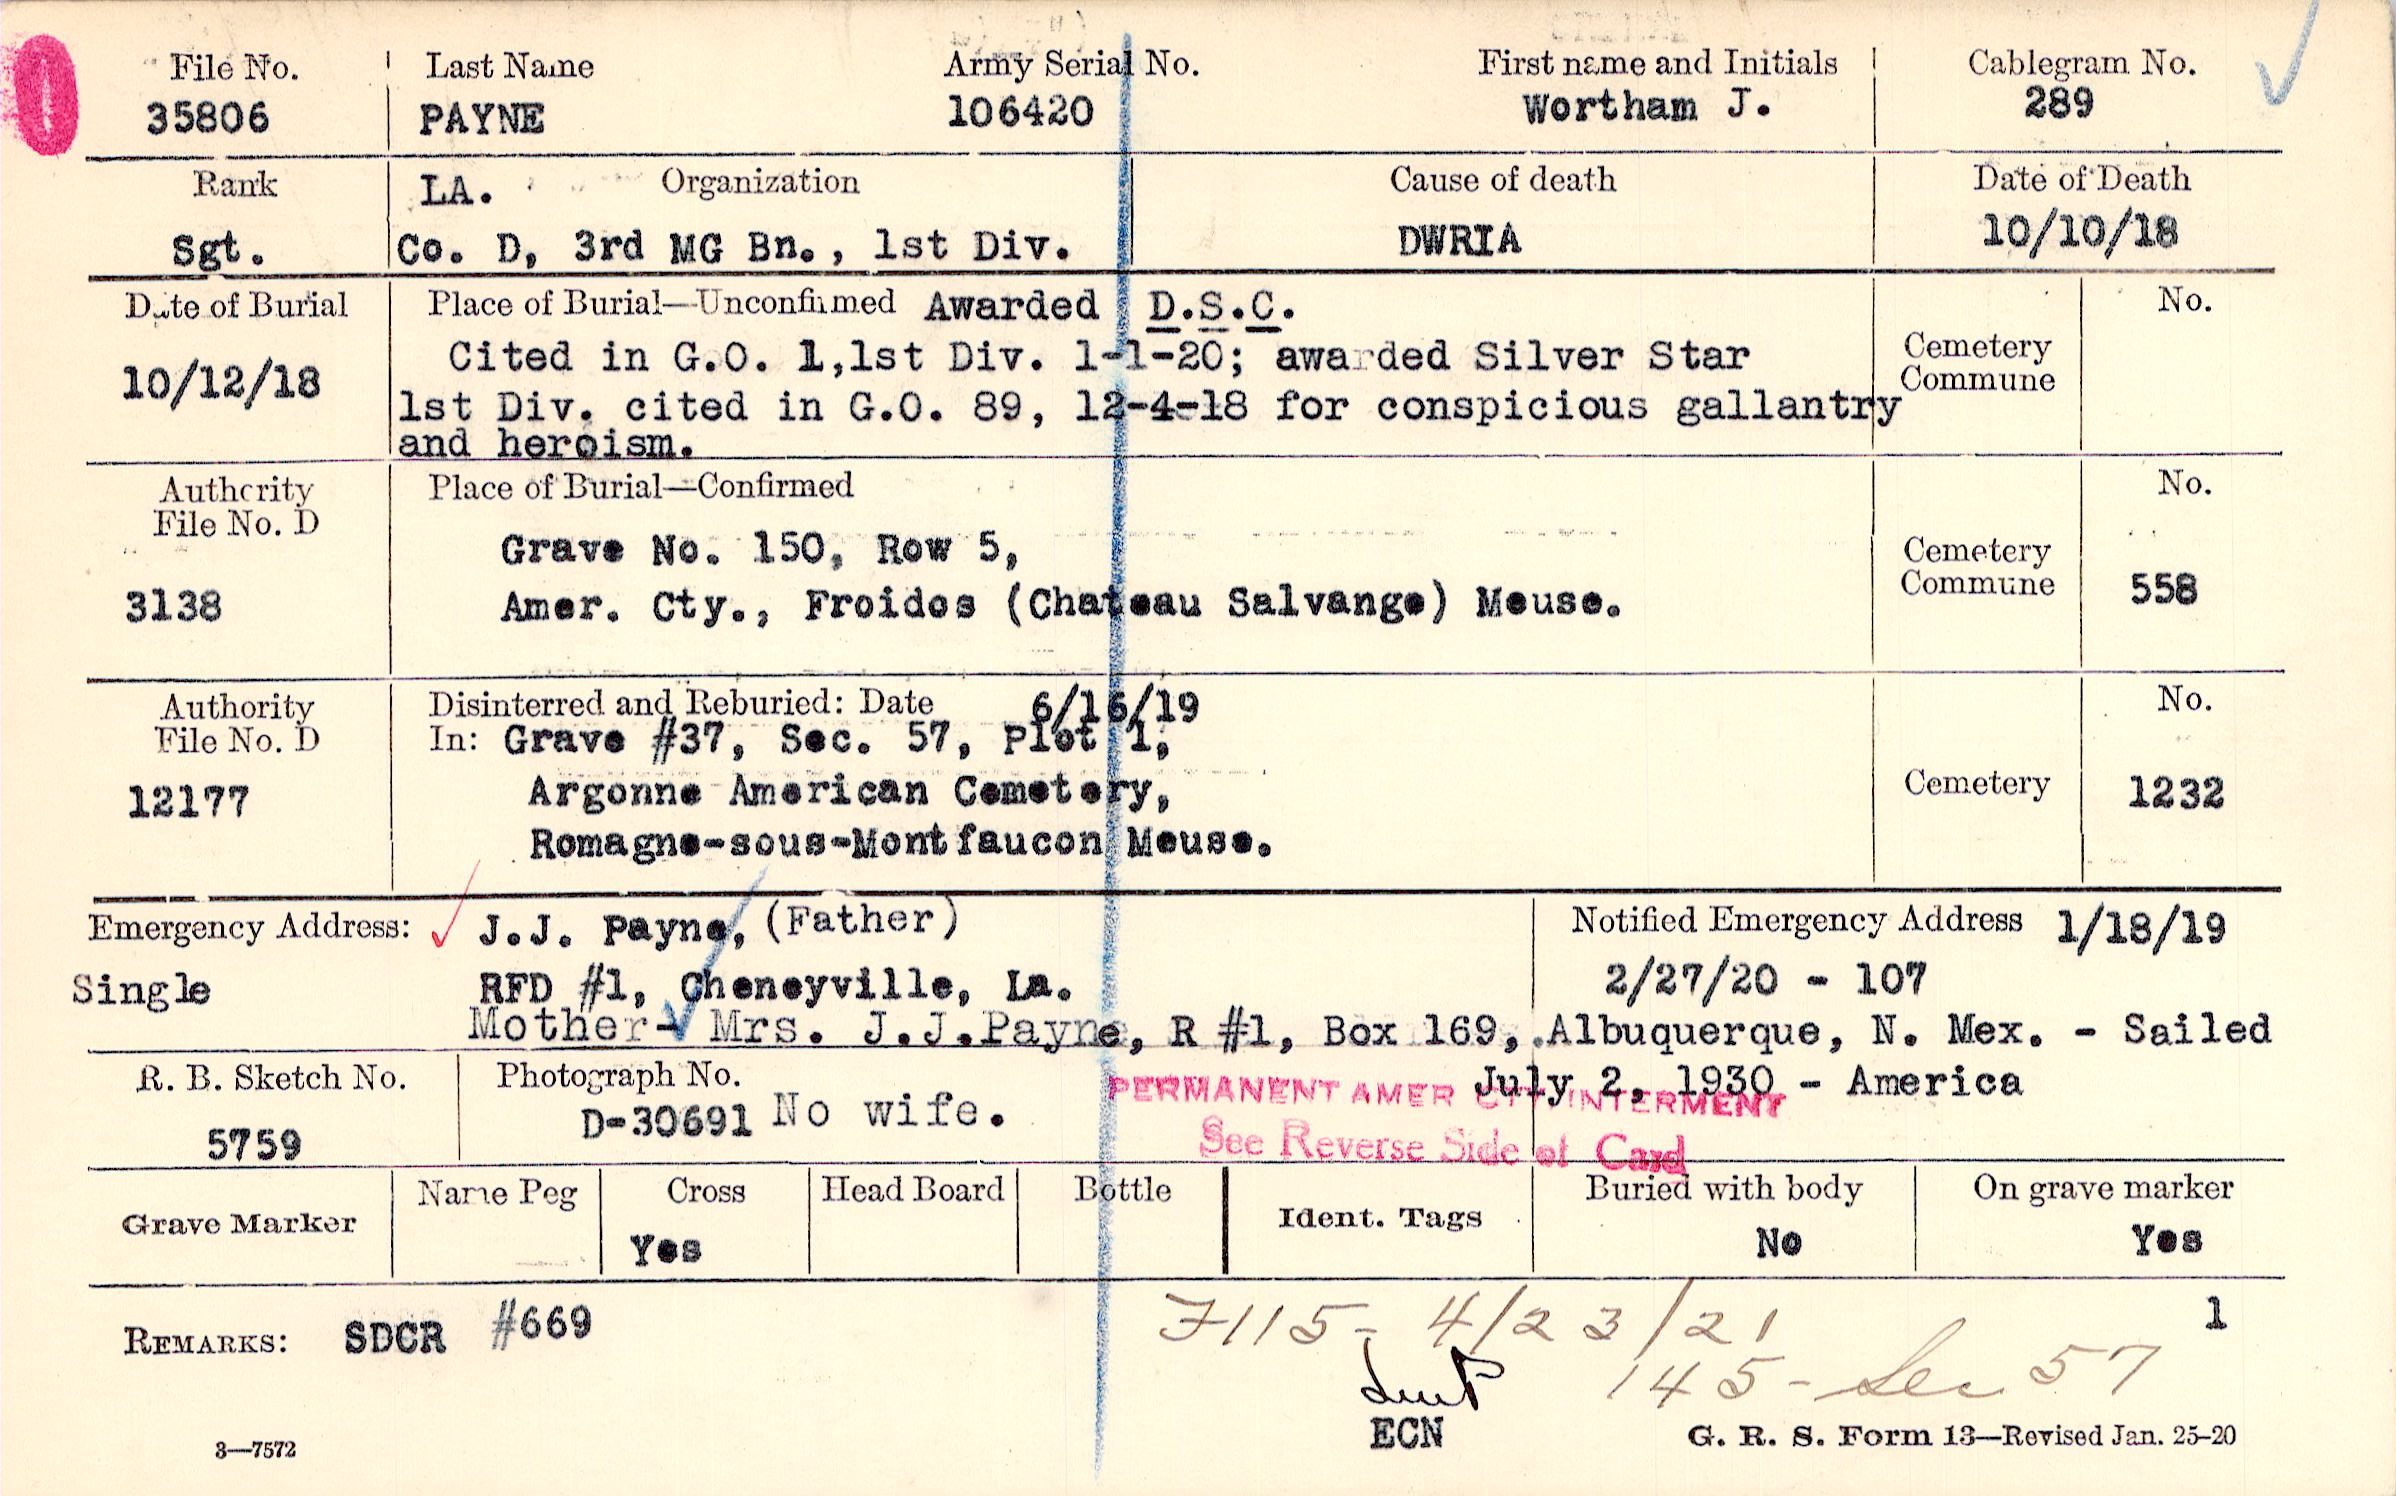 File No. Last Name Army Serial No. First name and Initials Cablegram No.
35806 PAYNE 106420 Wortham J. 289
Rank LA. Organization Cause of death Date of Death
Sgt. Co. D, 3rd MG Bn., 1st Div. DWRIA 10/10/18
Date of Burial Place of Burial—Unconfirmed Awarded D.S.C. No.
Cited in G.O. 1,1st Div. 1-1-20; awarded Silver Star Cemetery
10/12/18 Commune
1st Div. cited in G.O. 89, 12-4-18 for conspicious gallantry
and heroism.
Authority Place of Burial—Confirmed No.
File No. D
Grave No. 150, Row 5, Cemetery
3138 Commune 558
Amer. Cty., Froidos (Chateau Salvange) Meuse.
Authority Disinterred and Reburied: Date 6/16/19 No.
File No. D In: Grave #37, Sec. 57, Plot 1,
12177 Argonne American Cemetery, Cemetery 1232
Romagne-sous-Montfaucon Meuse.
Emergency Address: J.J. Payne, (Father) Notified Emergency Address 1/18/19
Single RFD #1, Cheneyville, La. 2/27/20 - 107
Mother- Mrs. J.J.Payne, R #1, Box 169, Albuquerque, N. Mex. - Sailed
R. B. Sketch No. Photograph No. July 2, 1930 - America
PERMANENT AMER CTY INTERMENT
5759 D-30691 No wife.
See Reverse Side of Card
Grave Marker Name Peg Cross Head Board Bottle Ident. Tags Buried with body On grave marker
Yes No Yes
REMARKS: SDCR #669 F115- 4/23/21 1
145- Sec 57
ECN
3—7572 G. R. S. Form 13—Revised Jan. 25-20